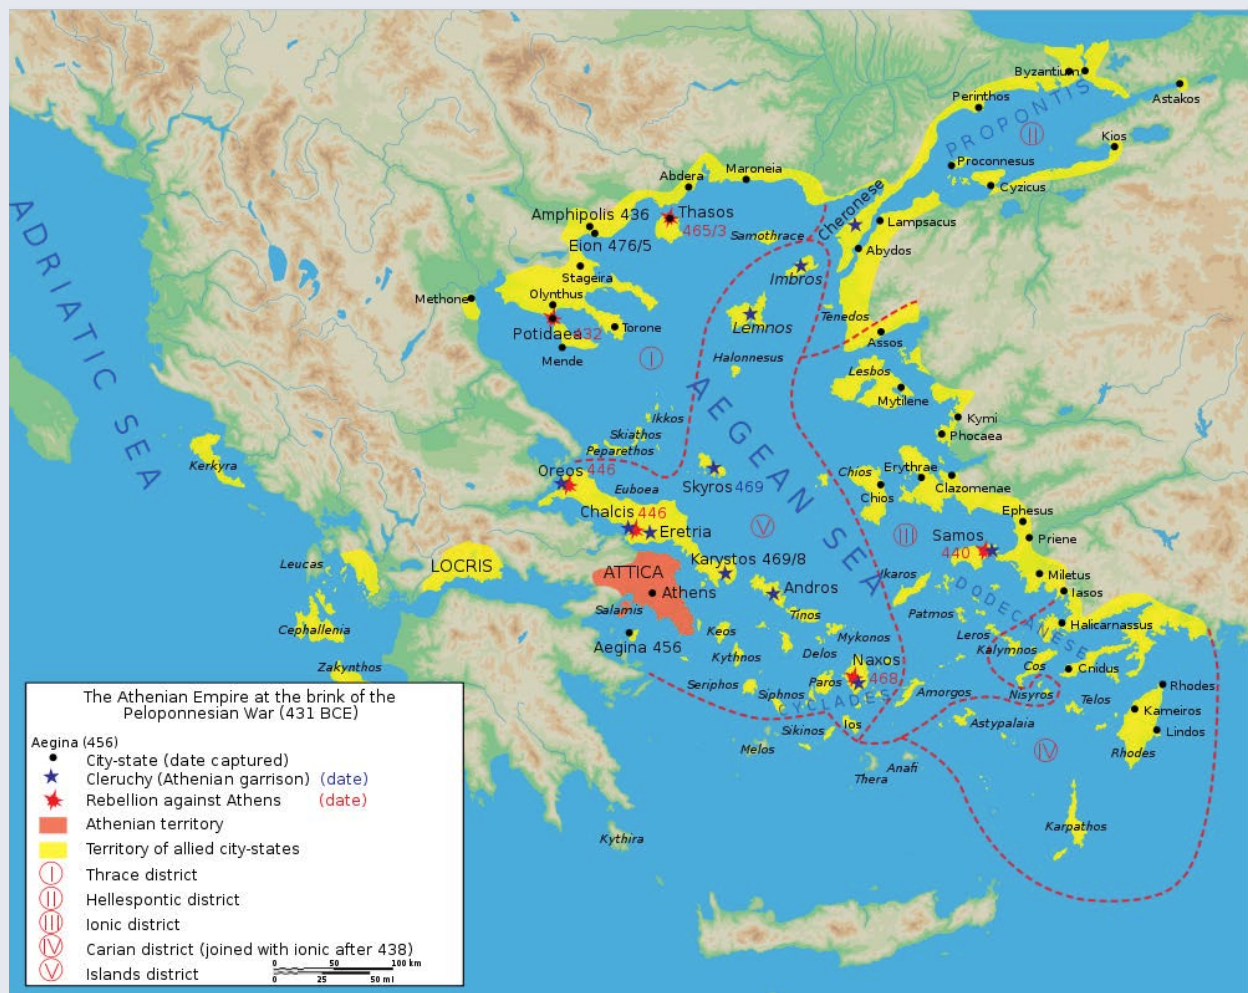 Byzantium
Astakos
Perinthos
PROPONTIS
II
Kios
Proconnesus
Cyzicus
ADRIATIC SEA
Maroneia
Abdera
Cheronese
Amphipolis 436
Thasos
465/3
Lampsacus
Samothrace
Eion 476/5
Abydos
Stageira
Imbros
Olynthus
Methone
Tenedos
Potidaea 432
Torone
Lemnos
Assos
Mende
I
Halonnesus
Lesbos
Mytilene
AEGEAN SEA
Ikkos
Kymi
Skiathos
Phocaea
Peparethos
Kerkyra
Oreos 446
Skyros 469
Chios
Erythrae
Euboea
Chios
Clazomenae
Chalcis 446
Ephesus
V
Eretria
III
Samos
440
Priene
Leucas
LOCRIS
ATTICA
Karystos 469/8
Ikaros
Miletus
Athens
Andros
DODECANESE
Iasos
Salamis
Tinos
Patmos
Halicarnassus
Cephallenia
Keos
Mykonos
Leros
Aegina 456
Kalymnos
Kythnos
Delos
Naxos
Cos
Cnidus
Zakynthos
468
Seriphos
Paros
Rhodes
Siphnos
Amorgos
Nisyros
Telos
CYCLADES
Kameiros
Ios
Astypalaia
Sikinos
Lindos
Melos
IV
Rhodes
Anafi
Thera
Karpathos
Kythira
The Athenian Empire at the brink of the
Peloponnesian War (431 BCE)
Aegina (456)
City-state (date captured)
Cleruchy (Athenian garrison) (date)
Rebellion against Athens (date)
Athenian territory
Territory of allied city-states
I Thrace district
II Hellespontic district
III Ionic district
IV Carian district (joined with ionic after 438)
V Islands district
0 50 100 km
0 25 50 mi